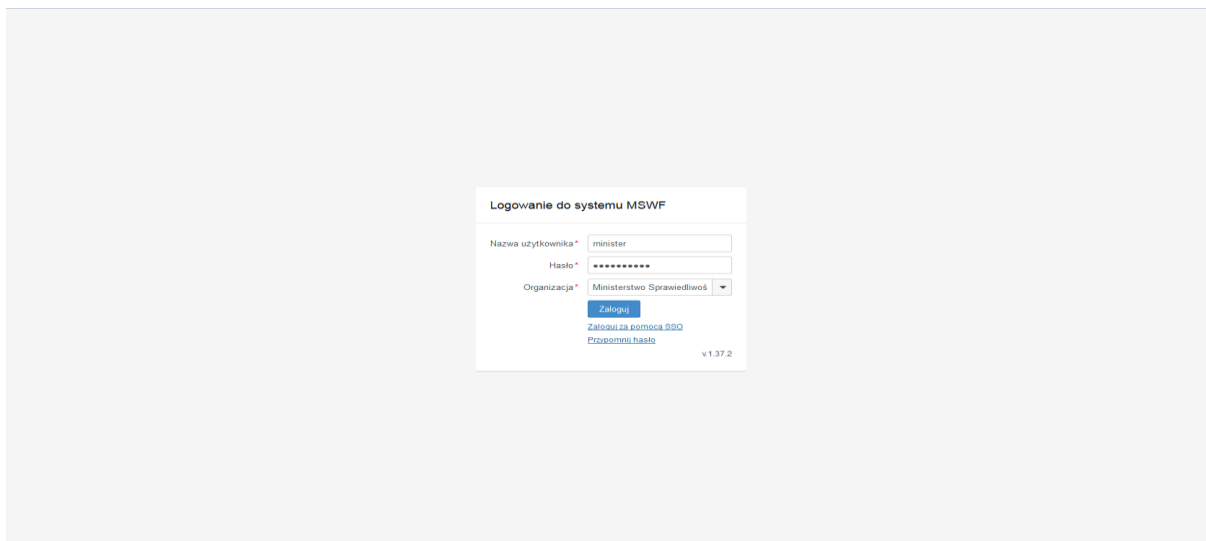 Logowanie do systemu MSWF
Nazwa użytkownika* minister
Hasło* ••••••••••
Organizacja* Ministerstwo Sprawiedliwoś
Zaloguj
Zaloguj za pomocą SSO
Przypomnij hasło
v.1.37.2